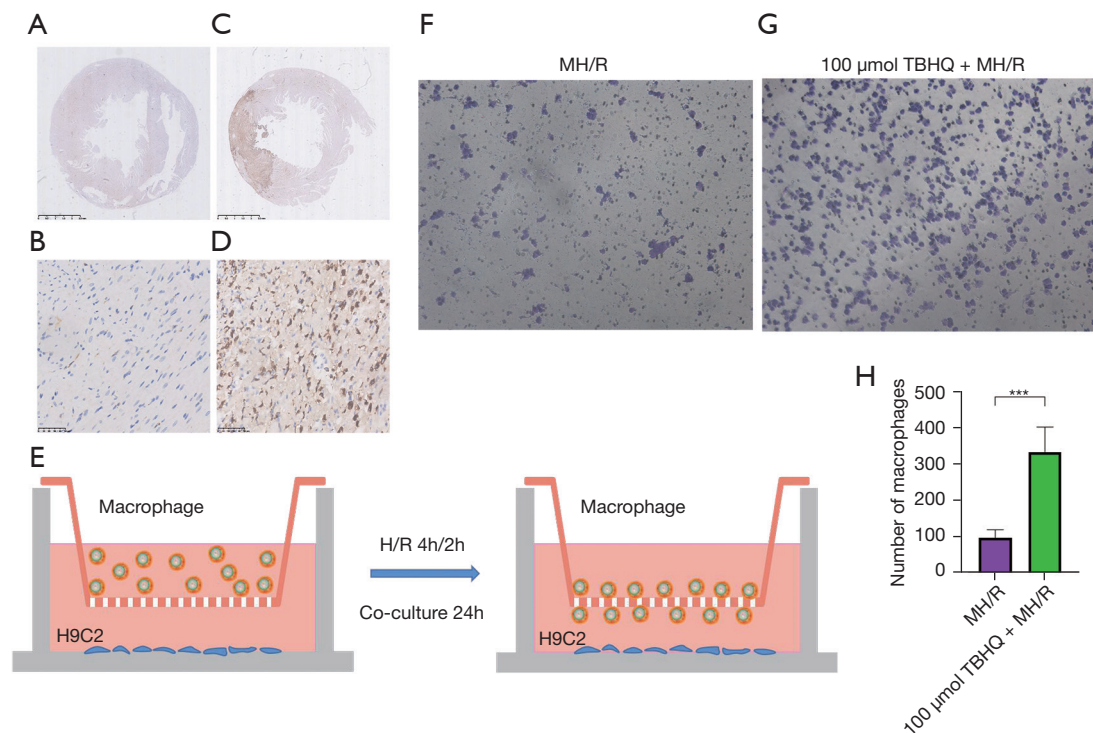 A
C
B
D
F
MH/R
G
100 µmol TBHQ + MH/R
E
Macrophage
H9C2
H/R 4h/2h
Co-culture 24h
Macrophage
H9C2
H
Number of macrophages
500
400
300
200
100
0
***
MH/R
100 µmol TBHQ + MH/R